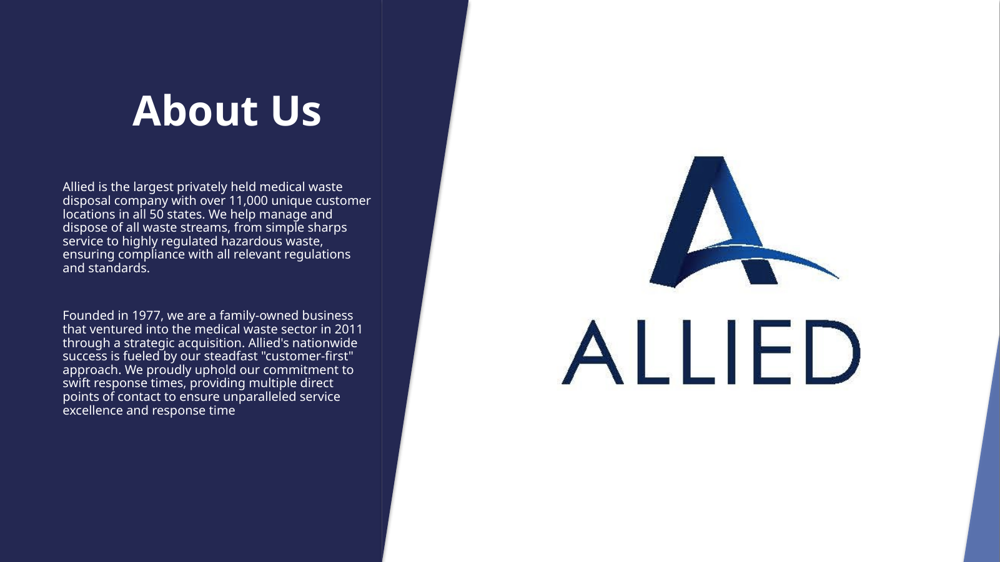 About Us
Allied is the largest privately held medical waste
disposal company with over 11,000 unique customer
locations in all 50 states. We help manage and
dispose of all waste streams, from simple sharps
service to highly regulated hazardous waste,
ensuring compliance with all relevant regulations
and standards.
Founded in 1977, we are a family-owned business
that ventured into the medical waste sector in 2011
through a strategic acquisition. Allied's nationwide
success is fueled by our steadfast "customer-first"
approach. We proudly uphold our commitment to
swift response times, providing multiple direct
points of contact to ensure unparalleled service
excellence and response time
ALLIED